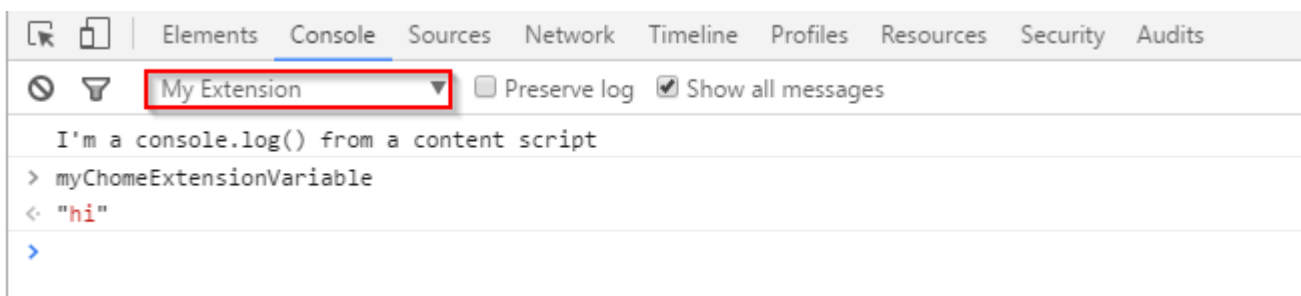 Elements Console Sources Network Timeline Profiles Resources Security Audits
My Extension Preserve log Show all messages
I'm a console.log() from a content script
> myChomeExtensionVariable
"hi"
>